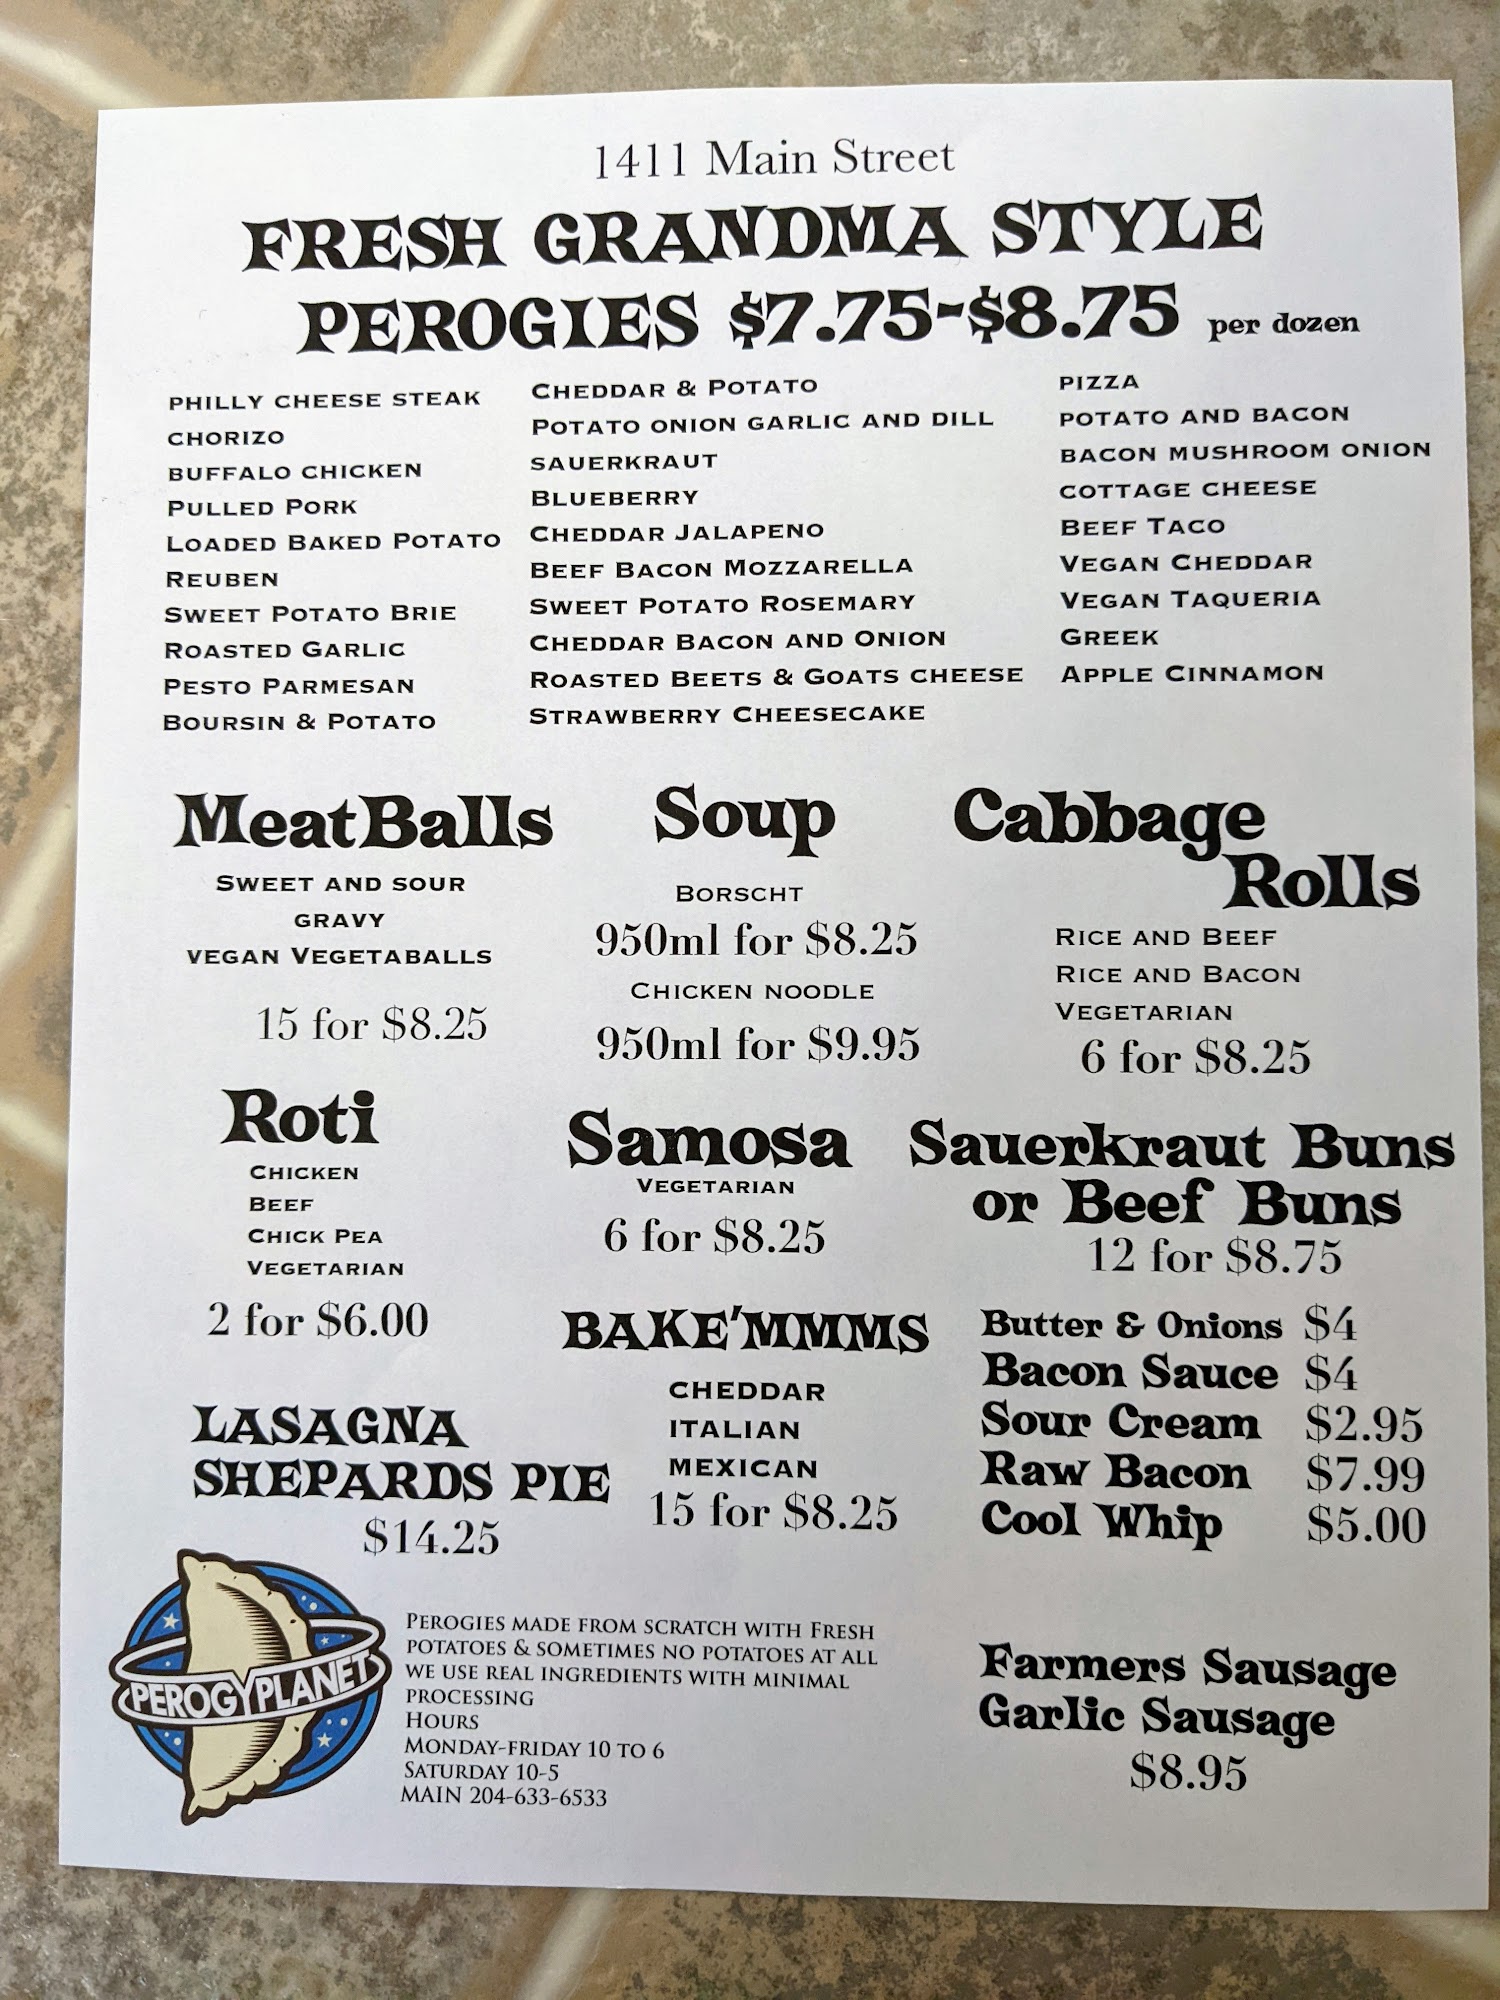 1411 Main Street
FRESH GRANDMA STYLE
PEROGIES $7.75-$8.75 per dozen
PHILLY CHEESE STEAK
CHORIZO
BUFFALO CHICKEN
PULLED PORK
LOADED BAKED POTATO
REUBEN
SWEET POTATO BRIE
ROASTED GARLIC
PESTO PARMESAN
BOURSIN & POTATO
CHEDDAR & POTATO
POTATO ONION GARLIC AND DILL
SAUERKRAUT
BLUEBERRY
CHEDDAR JALAPENO
BEEF BACON MOZZARELLA
SWEET POTATO ROSEMARY
CHEDDAR BACON AND ONION
ROASTED BEETS & GOATS CHEESE
STRAWBERRY CHEESECAKE
PIZZA
POTATO AND BACON
BACON MUSHROOM ONION
COTTAGE CHEESE
BEEF TACO
VEGAN CHEDDAR
VEGAN TAQUERIA
GREEK
APPLE CINNAMON
MeatBalls
SWEET AND SOUR
GRAVY
VEGAN VEGETABALLS
15 for $8.25
Soup
BORSCHT
950ml for $8.25
CHICKEN NOODLE
950ml for $9.95
Cabbage
Rolls
RICE AND BEEF
RICE AND BACON
VEGETARIAN
6 for $8.25
Roti
CHICKEN
BEEF
CHICK PEA
VEGETARIAN
2 for $6.00
Samosa
VEGETARIAN
6 for $8.25
Sauerkraut Buns
or Beef Buns
12 for $8.75
LASAGNA
SHEPARDS PIE
$14.25
BAKE'MMMS
CHEDDAR
ITALIAN
MEXICAN
15 for $8.25
Butter & Onions $4
Bacon Sauce $4
Sour Cream $2.95
Raw Bacon $7.99
Cool Whip $5.00
PEROGY PLANET
PEROGIES MADE FROM SCRATCH WITH FRESH
POTATOES & SOMETIMES NO POTATOES AT ALL
WE USE REAL INGREDIENTS WITH MINIMAL
PROCESSING
HOURS
MONDAY-FRIDAY 10 TO 6
SATURDAY 10-5
MAIN 204-633-6533
Farmers Sausage
Garlic Sausage
$8.95